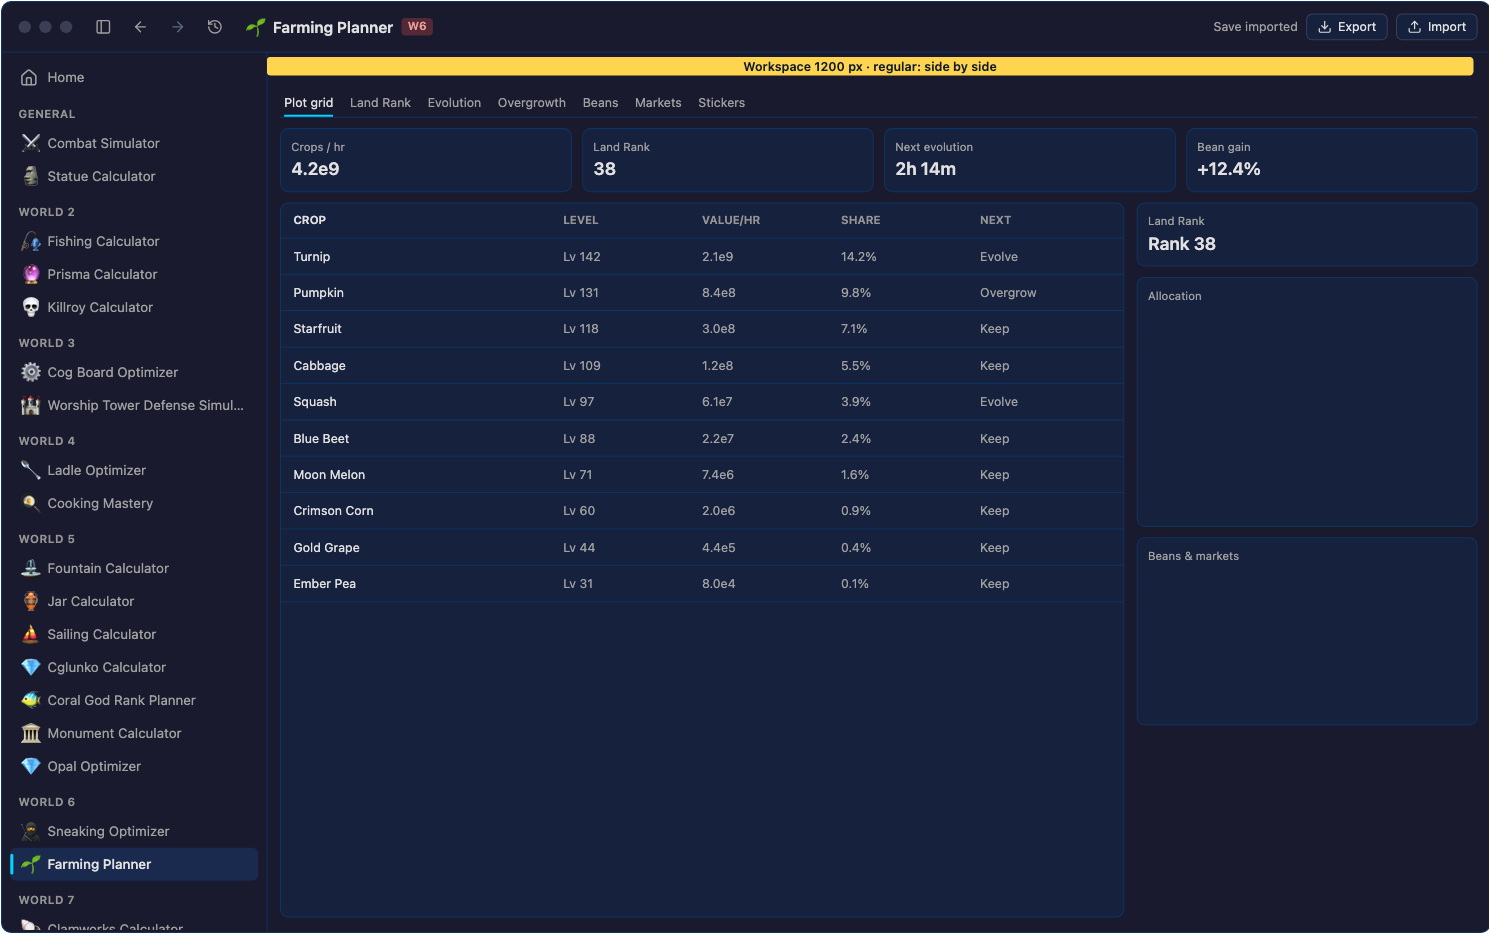 Farming Planner W6
Save imported
Export
Import
Home
GENERAL
Combat Simulator
Statue Calculator
WORLD 2
Fishing Calculator
Prisma Calculator
Killroy Calculator
WORLD 3
Cog Board Optimizer
Worship Tower Defense Simul...
WORLD 4
Ladle Optimizer
Cooking Mastery
WORLD 5
Fountain Calculator
Jar Calculator
Sailing Calculator
Cglunko Calculator
Coral God Rank Planner
Monument Calculator
Opal Optimizer
WORLD 6
Sneaking Optimizer
Farming Planner
WORLD 7
Clamworks Calculator
Workspace 1200 px · regular: side by side
Plot grid Land Rank Evolution Overgrowth Beans Markets Stickers
Crops / hr
4.2e9
Land Rank
38
Next evolution
2h 14m
Bean gain
+12.4%
CROP LEVEL VALUE/HR SHARE NEXT
Turnip Lv 142 2.1e9 14.2% Evolve
Pumpkin Lv 131 8.4e8 9.8% Overgrow
Starfruit Lv 118 3.0e8 7.1% Keep
Cabbage Lv 109 1.2e8 5.5% Keep
Squash Lv 97 6.1e7 3.9% Evolve
Blue Beet Lv 88 2.2e7 2.4% Keep
Moon Melon Lv 71 7.4e6 1.6% Keep
Crimson Corn Lv 60 2.0e6 0.9% Keep
Gold Grape Lv 44 4.4e5 0.4% Keep
Ember Pea Lv 31 8.0e4 0.1% Keep
Land Rank
Rank 38
Allocation
Beans & markets